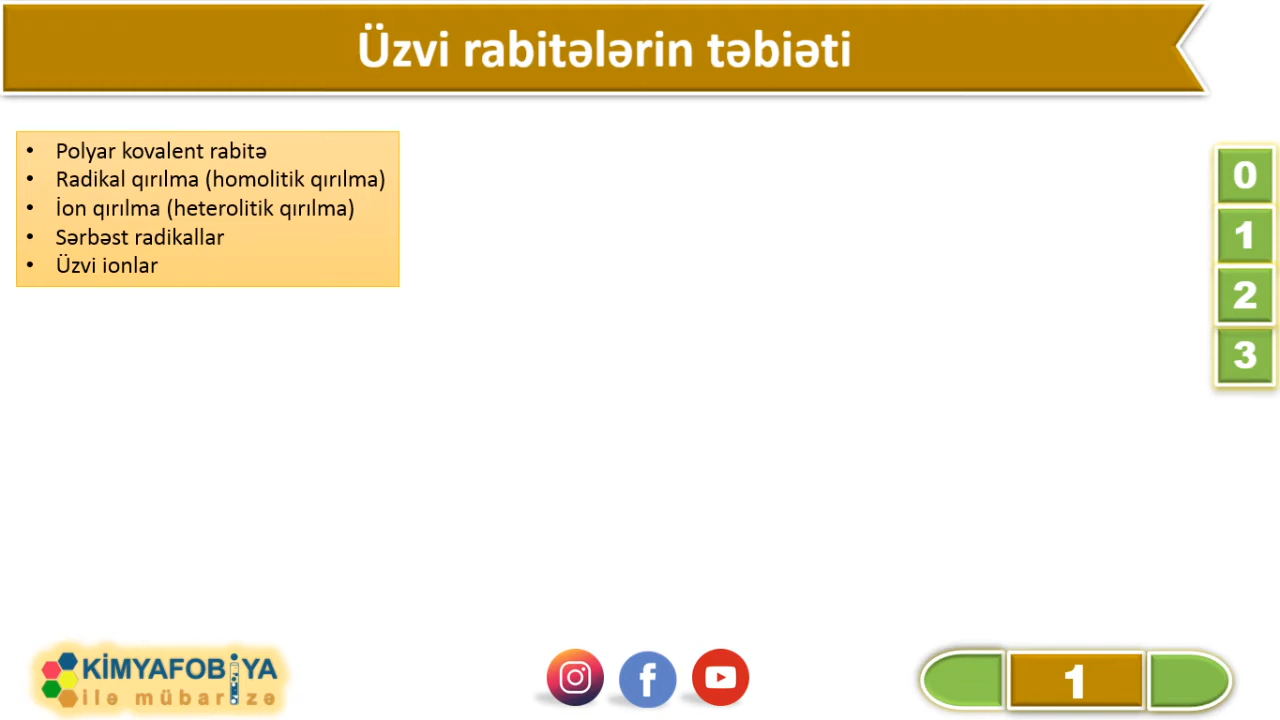 Üzvi rabitələrin təbiəti
• Polyar kovalent rabitə
• Radikal qırılma (homolitik qırılma)
• İon qırılma (heterolitik qırılma)
• Sərbəst radikallar
• Üzvi ionlar
0
1
2
3
KİMYAFOBİYA
ilə mübarizə
1